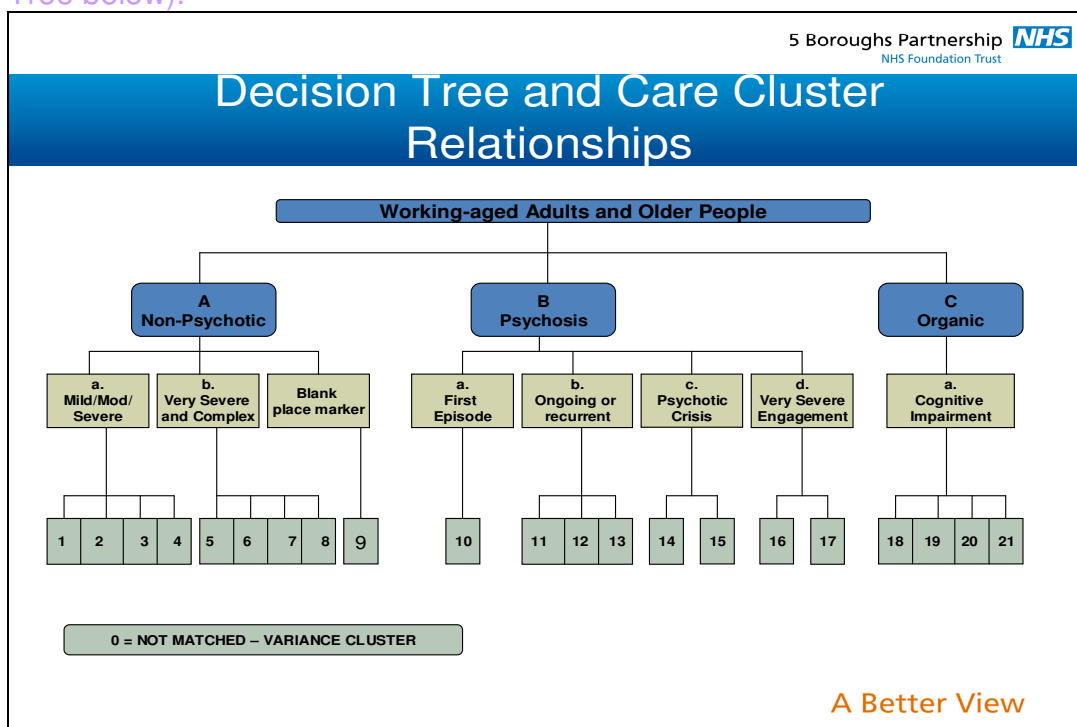 Tree below).
5 Boroughs Partnership NHS
NHS Foundation Trust
Decision Tree and Care Cluster
Relationships
Working-aged Adults and Older People
A
Non-Psychotic
B
Psychosis
C
Organic
a.
Mild/Mod/
Severe
b.
Very Severe
and Complex
Blank
place marker
a.
First
Episode
b.
Ongoing or
recurrent
c.
Psychotic
Crisis
d.
Very Severe
Engagement
a.
Cognitive
Impairment
1 2 3 4 5 6 7 8 9 10 11 12 13 14 15 16 17 18 19 20 21
0 = NOT MATCHED – VARIANCE CLUSTER
A Better View